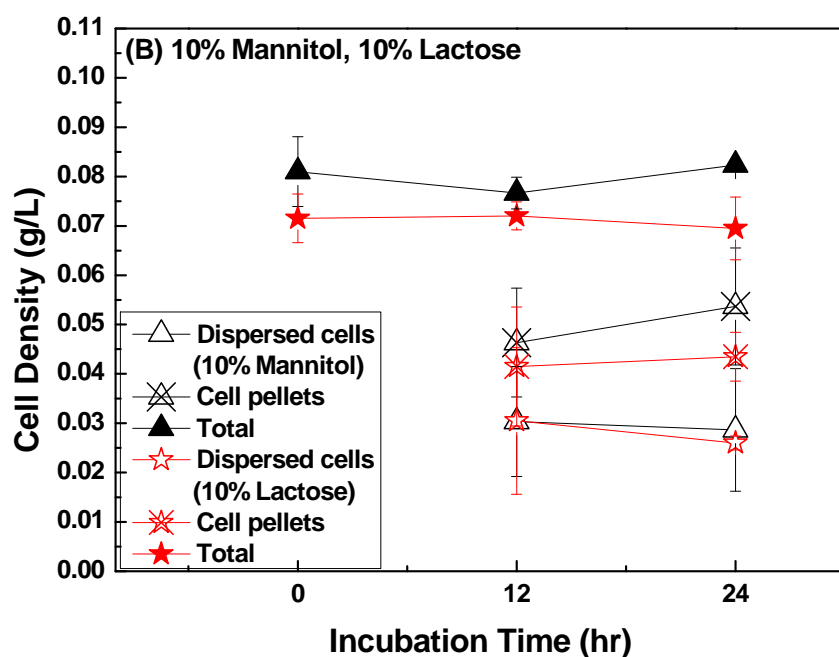 (B) 10% Mannitol, 10% Lactose
0.11
0.10
0.09
0.08
0.07
0.06
0.05
0.04
0.03
0.02
0.01
0.00
Cell Density (g/L)
Dispersed cells
(10% Mannitol)
Cell pellets
Total
Dispersed cells
(10% Lactose)
Cell pellets
Total
0 12 24
Incubation Time (hr)